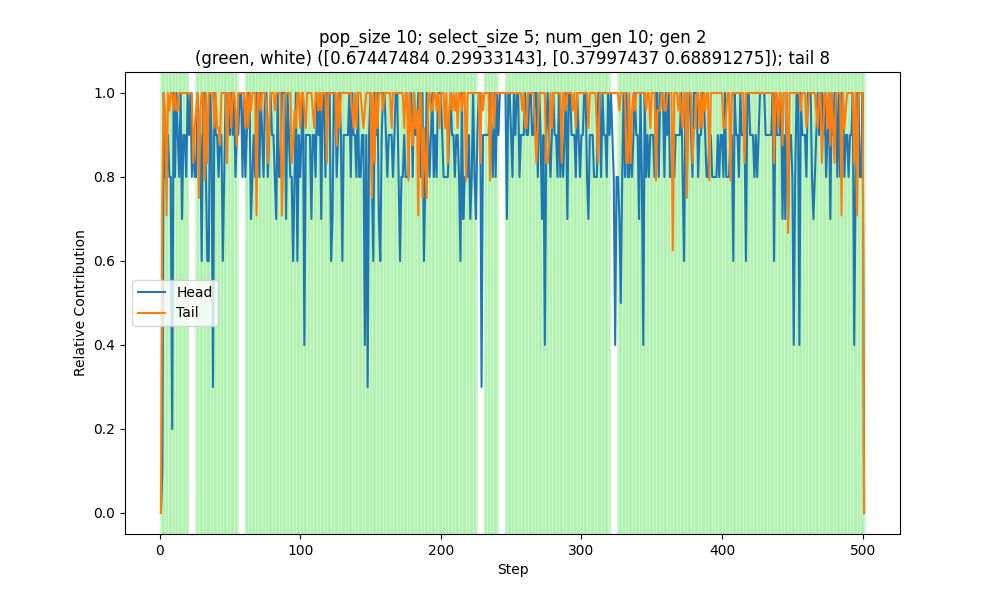 pop_size 10; select_size 5; num_gen 10; gen 2
(green, white) ([0.67447484 0.29933143], [0.37997437 0.68891275]); tail 8
1.0
0.8
0.6
0.4
0.2
0.0
Relative Contribution
Head
Tail
0 100 200 300 400 500
Step